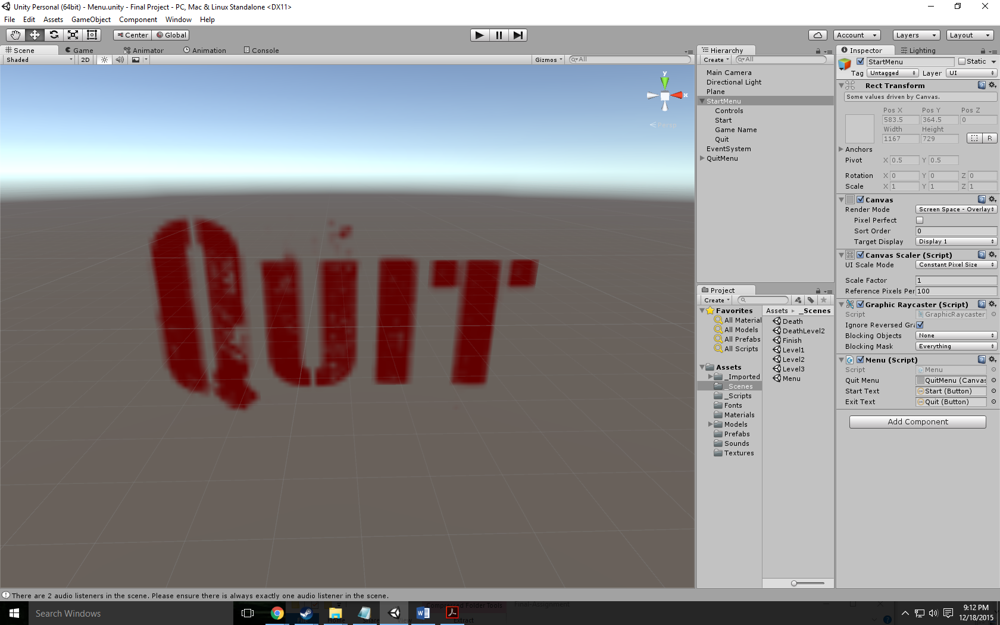 Unity Personal (64bit) - Menu.unity - Final Project - PC, Mac & Linux Standalone <DX11>
File Edit Assets GameObject Component Window Help
Center Global Account Layers Layout
Scene Game Animator Animation Console
Shaded 2D Gizmos All
y
x
Persp
QUIT
Hierarchy
Create All
Main Camera
Directional Light
Plane
StartMenu
Controls
Start
Game Name
Quit
EventSystem
QuitMenu
Project
Create
Favorites
All Material
All Models
All Prefabs
All Scripts
Assets
_Imported
_Scenes
_Scripts
Fonts
Materials
Models
Prefabs
Sounds
Textures
Assets _Scenes
Death
DeathLevel2
Finish
Level1
Level2
Level3
Menu
Inspector Lighting
StartMenu Static
Tag Untagged Layer UI
Rect Transform
Some values driven by Canvas.
Pos X Pos Y Pos Z
583.5 364.5 0
Width Height
1167 729 R
Anchors
Pivot X 0.5 Y 0.5
Rotation X 0 Y 0 Z 0
Scale X 1 Y 1 Z 1
Canvas
Render Mode Screen Space - Overlay
Pixel Perfect
Sort Order 0
Target Display Display 1
Canvas Scaler (Script)
UI Scale Mode Constant Pixel Size
Scale Factor 1
Reference Pixels Per 100
Graphic Raycaster (Script)
Script GraphicRaycaster
Ignore Reversed Gra
Blocking Objects None
Blocking Mask Everything
Menu (Script)
Script Menu
Quit Menu QuitMenu (Canvas
Start Text Start (Button)
Exit Text Quit (Button)
Add Component
There are 2 audio listeners in the scene. Please ensure there is always exactly one audio listener in the scene.
Search Windows
Compressed Folder Tools Final-Assignment
File Home Share View Extract
9:12 PM
12/18/2015